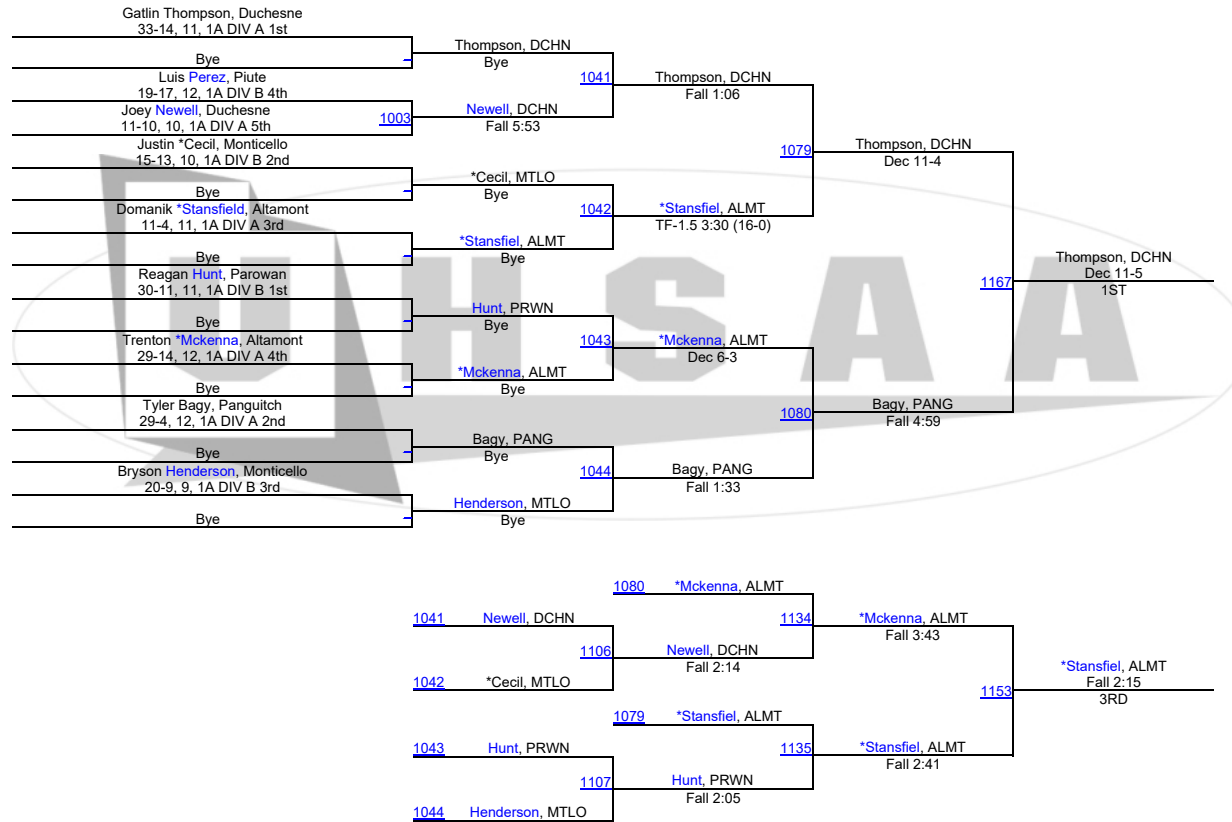 Gatlin Thompson, Duchesne
33-14, 11, 1A DIV A 1st
Bye
Luis Perez, Piute
19-17, 12, 1A DIV B 4th
Joey Newell, Duchesne
11-10, 10, 1A DIV A 5th
1003
Justin *Cecil, Monticello
15-13, 10, 1A DIV B 2nd
Bye
Domanik *Stansfield, Altamont
11-4, 11, 1A DIV A 3rd
Bye
Reagan Hunt, Parowan
30-11, 11, 1A DIV B 1st
Bye
Trenton *Mckenna, Altamont
29-14, 12, 1A DIV A 4th
Bye
Tyler Bagy, Panguitch
29-4, 12, 1A DIV A 2nd
Bye
Bryson Henderson, Monticello
20-9, 9, 1A DIV B 3rd
Bye
Thompson, DCHN
Bye
1041
Newell, DCHN
Fall 5:53
*Cecil, MTLO
Bye
1042
*Stansfiel, ALMT
Bye
Hunt, PRWN
Bye
1043
*Mckenna, ALMT
Bye
Bagy, PANG
Bye
1044
Henderson, MTLO
Bye
Thompson, DCHN
Fall 1:06
1079
*Stansfiel, ALMT
TF-1.5 3:30 (16-0)
*Mckenna, ALMT
Dec 6-3
1080
Bagy, PANG
Fall 1:33
Thompson, DCHN
Dec 11-4
1167
Bagy, PANG
Fall 4:59
Thompson, DCHN
Dec 11-5
1ST
UHSAA
1041 Newell, DCHN
1106
1042 *Cecil, MTLO
1043 Hunt, PRWN
1107
1044 Henderson, MTLO
1080 *Mckenna, ALMT
1134
Newell, DCHN
Fall 2:14
1079 *Stansfiel, ALMT
1135
Hunt, PRWN
Fall 2:05
*Mckenna, ALMT
Fall 3:43
1153
*Stansfiel, ALMT
Fall 2:41
*Stansfiel, ALMT
Fall 2:15
3RD